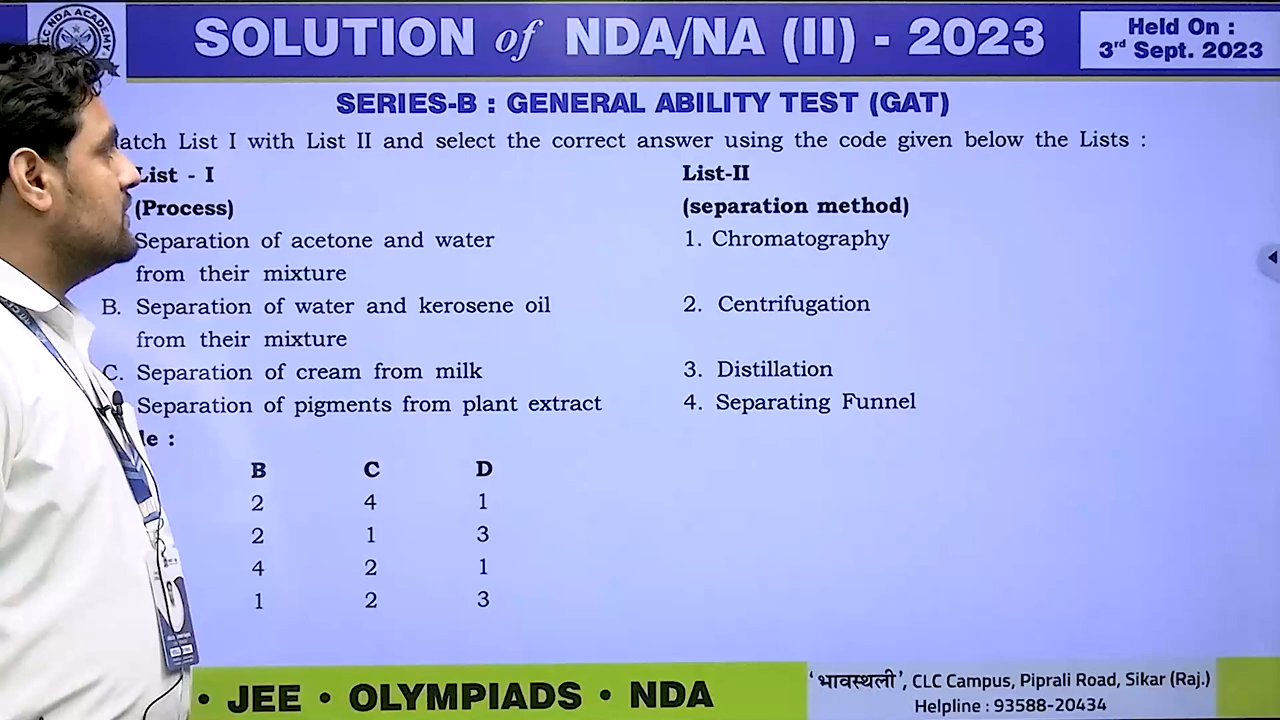 SOLUTION of NDA/NA (II) - 2023
Held On :
3rd Sept. 2023
SERIES-B : GENERAL ABILITY TEST (GAT)
atch List I with List II and select the correct answer using the code given below the Lists :
List - I List-II
(Process) (separation method)
Separation of acetone and water 1. Chromatography
from their mixture
B. Separation of water and kerosene oil 2. Centrifugation
from their mixture
C. Separation of cream from milk 3. Distillation
Separation of pigments from plant extract 4. Separating Funnel
de :
B C D
2 4 1
2 1 3
4 2 1
1 2 3
• JEE • OLYMPIADS • NDA
'भावस्थली', CLC Campus, Piprali Road, Sikar (Raj.)
Helpline : 93588-20434